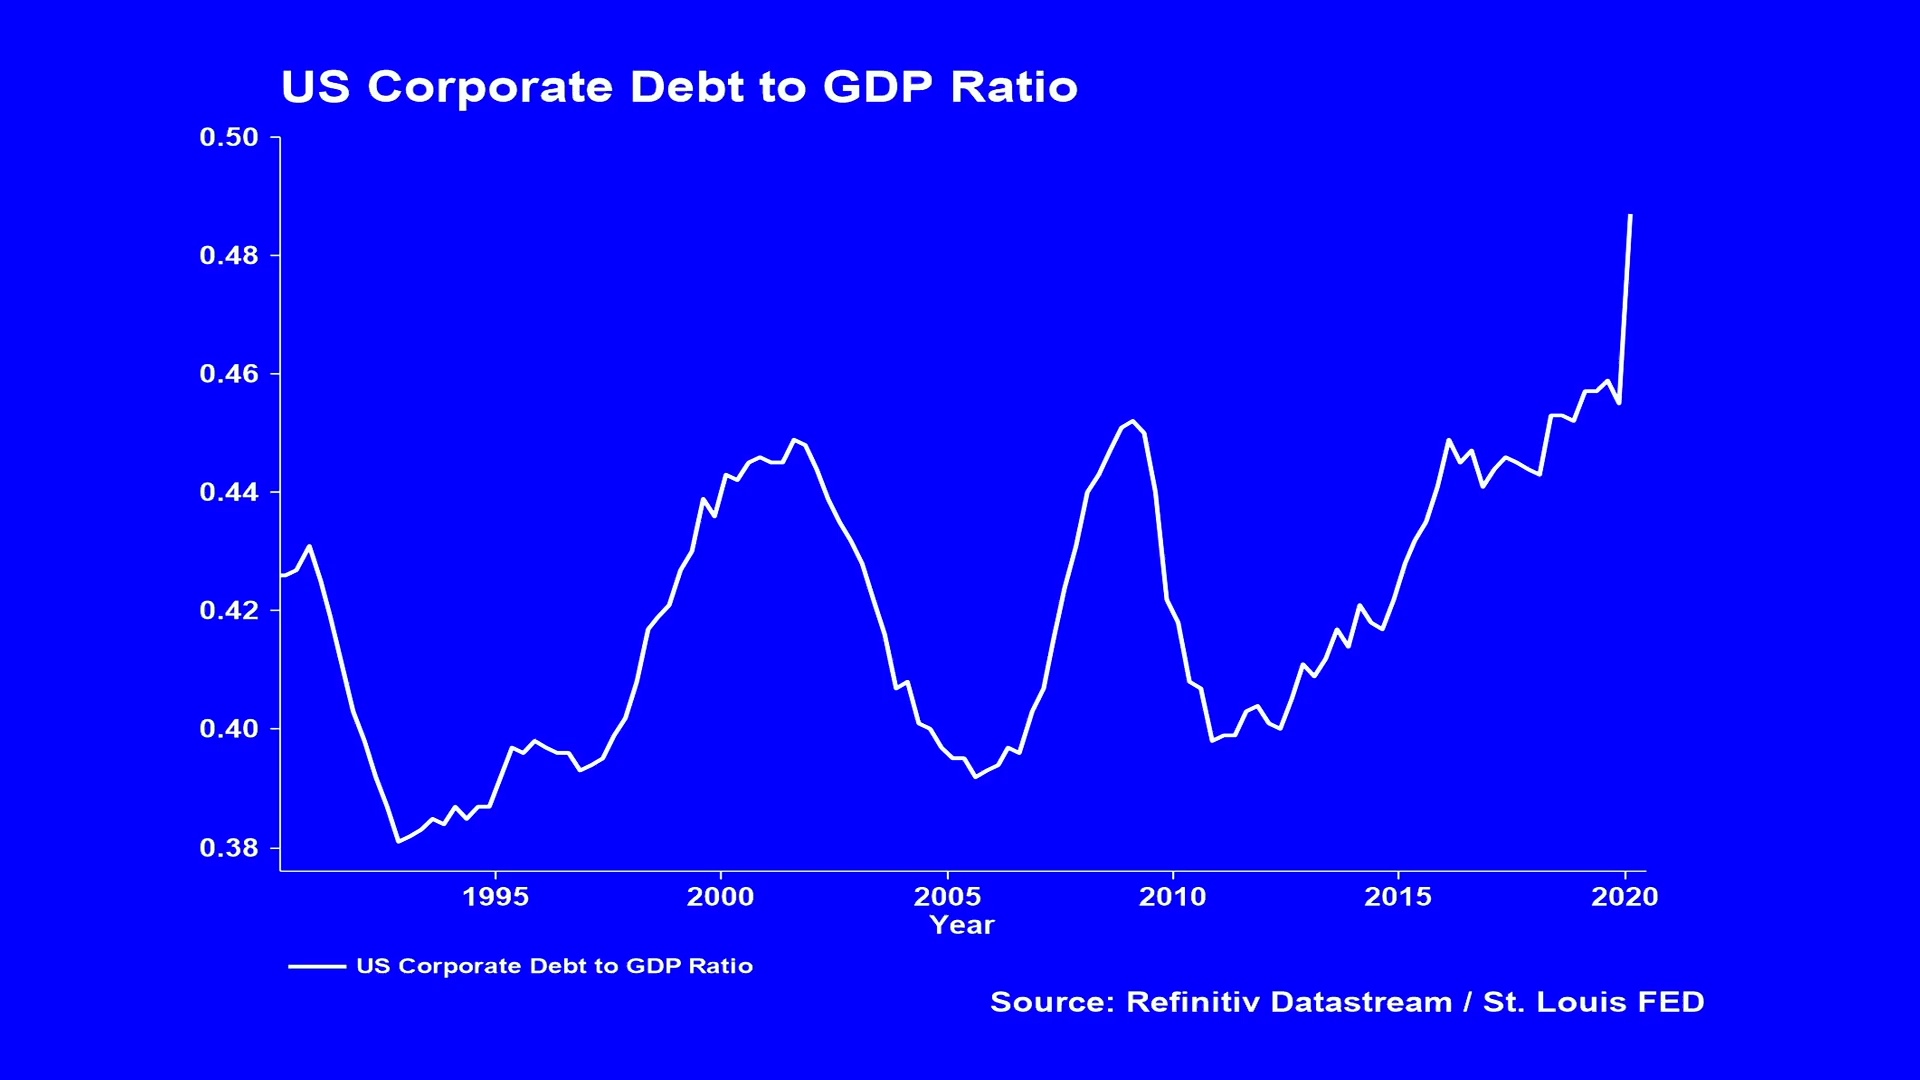 US Corporate Debt to GDP Ratio
0.50
0.48
0.46
0.44
0.42
0.40
0.38
1995 2000 2005 2010 2015 2020
Year
US Corporate Debt to GDP Ratio
Source: Refinitiv Datastream / St. Louis FED